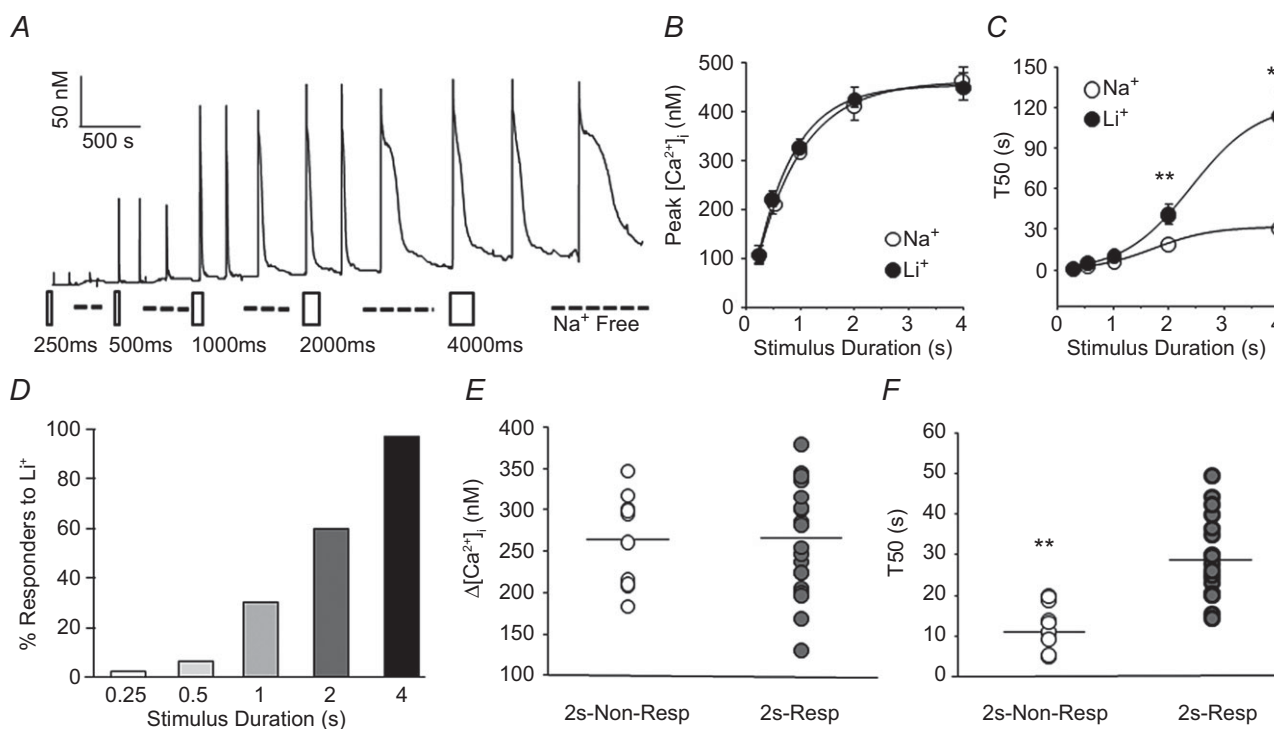 A
50 nM
500 s
Na⁺ Free
250ms 500ms 1000ms 2000ms 4000ms
B
Peak [Ca²⁺]ᵢ (nM)
500
400
300
200
100
0
Na⁺
Li⁺
0 1 2 3 4
Stimulus Duration (s)
C
T50 (s)
150
120
90
60
30
0
Na⁺
Li⁺
**
*
0 1 2 3 4
Stimulus Duration (s)
D
% Responders to Li⁺
100
80
60
40
20
0
0.25 0.5 1 2 4
Stimulus Duration (s)
E
Δ[Ca²⁺]ᵢ (nM)
400
350
300
250
200
150
100
2s-Non-Resp 2s-Resp
F
T50 (s)
60
50
40
30
20
10
0
**
2s-Non-Resp 2s-Resp